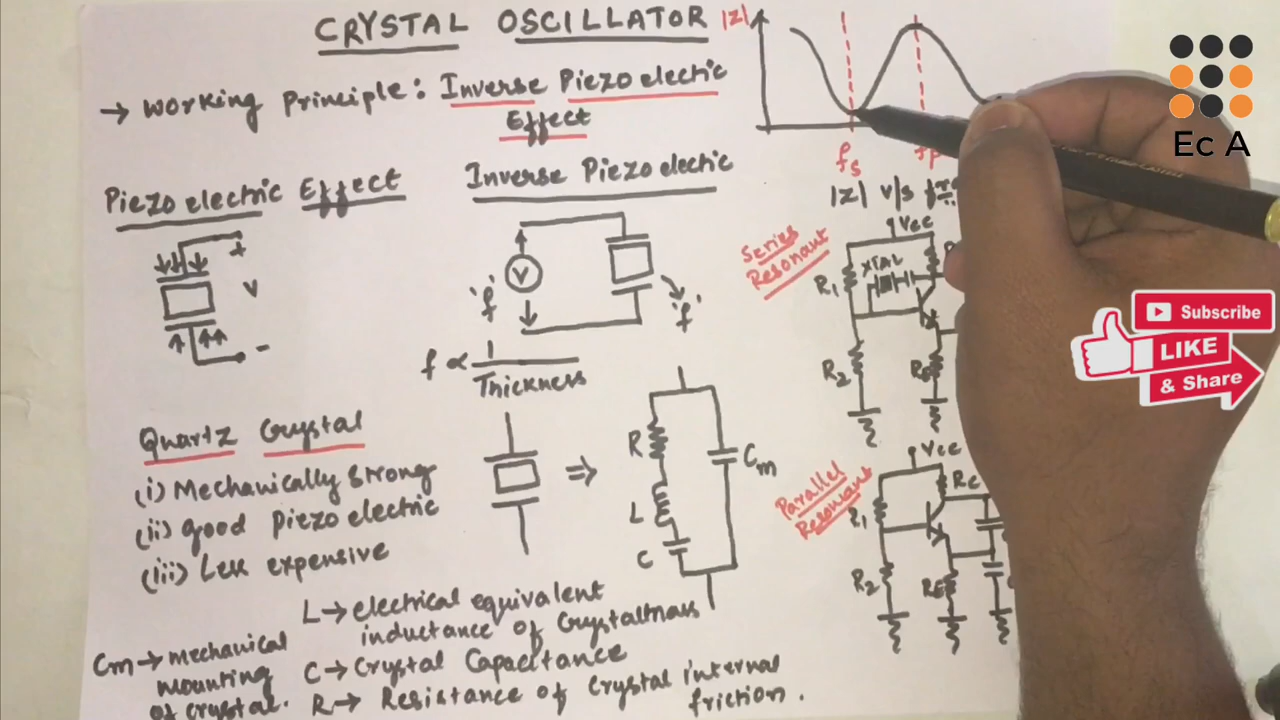 CRYSTAL OSCILLATOR
→ Working Principle: Inverse Piezo electric
Effect
Piezo electric Effect
+
V
-
Inverse Piezo electric
'f'
V
'f'
f ∝ 1
Thickness
Quartz Crystal
(i) Mechanically strong
(ii) Good Piezo electric
(iii) Less expensive
⇒
R
L
C
Cm
L→ electrical equivalent
inductance of Crystal mass
Cm→ mechanical
mounting
of crystal.
C→ Crystal Capacitance
R→ Resistance of Crystal internal
friction.
|Z|
fs
fp
|Z| v/s
Series
Resonant
Vcc
XTAL
R1
R2
RE
Parallel
Resonant
Vcc
RC
R1
R2
RE
Ec A
Subscribe
LIKE
& Share